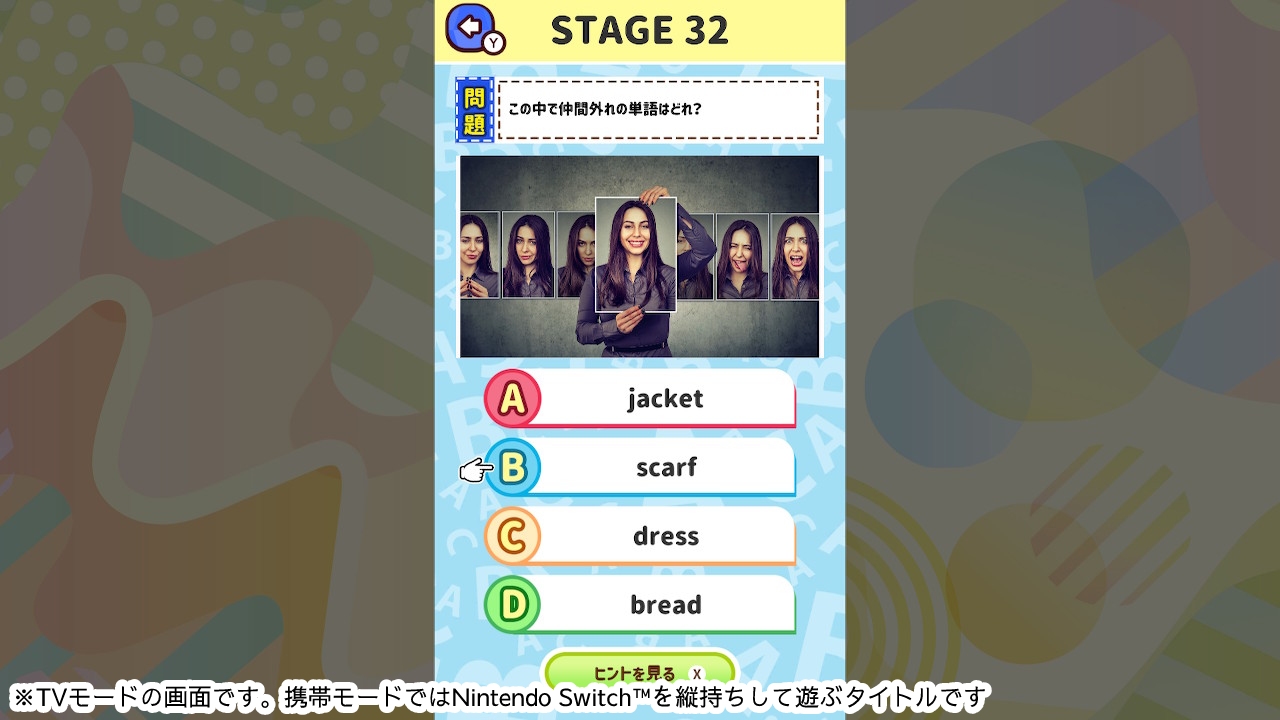 STAGE 32
Y
問題
この中で仲間外れの単語はどれ?
A jacket
B scarf
C dress
D bread
ヒントを見る X
※TVモードの画面です。携帯モードではNintendo Switch™を縦持ちして遊ぶタイトルです